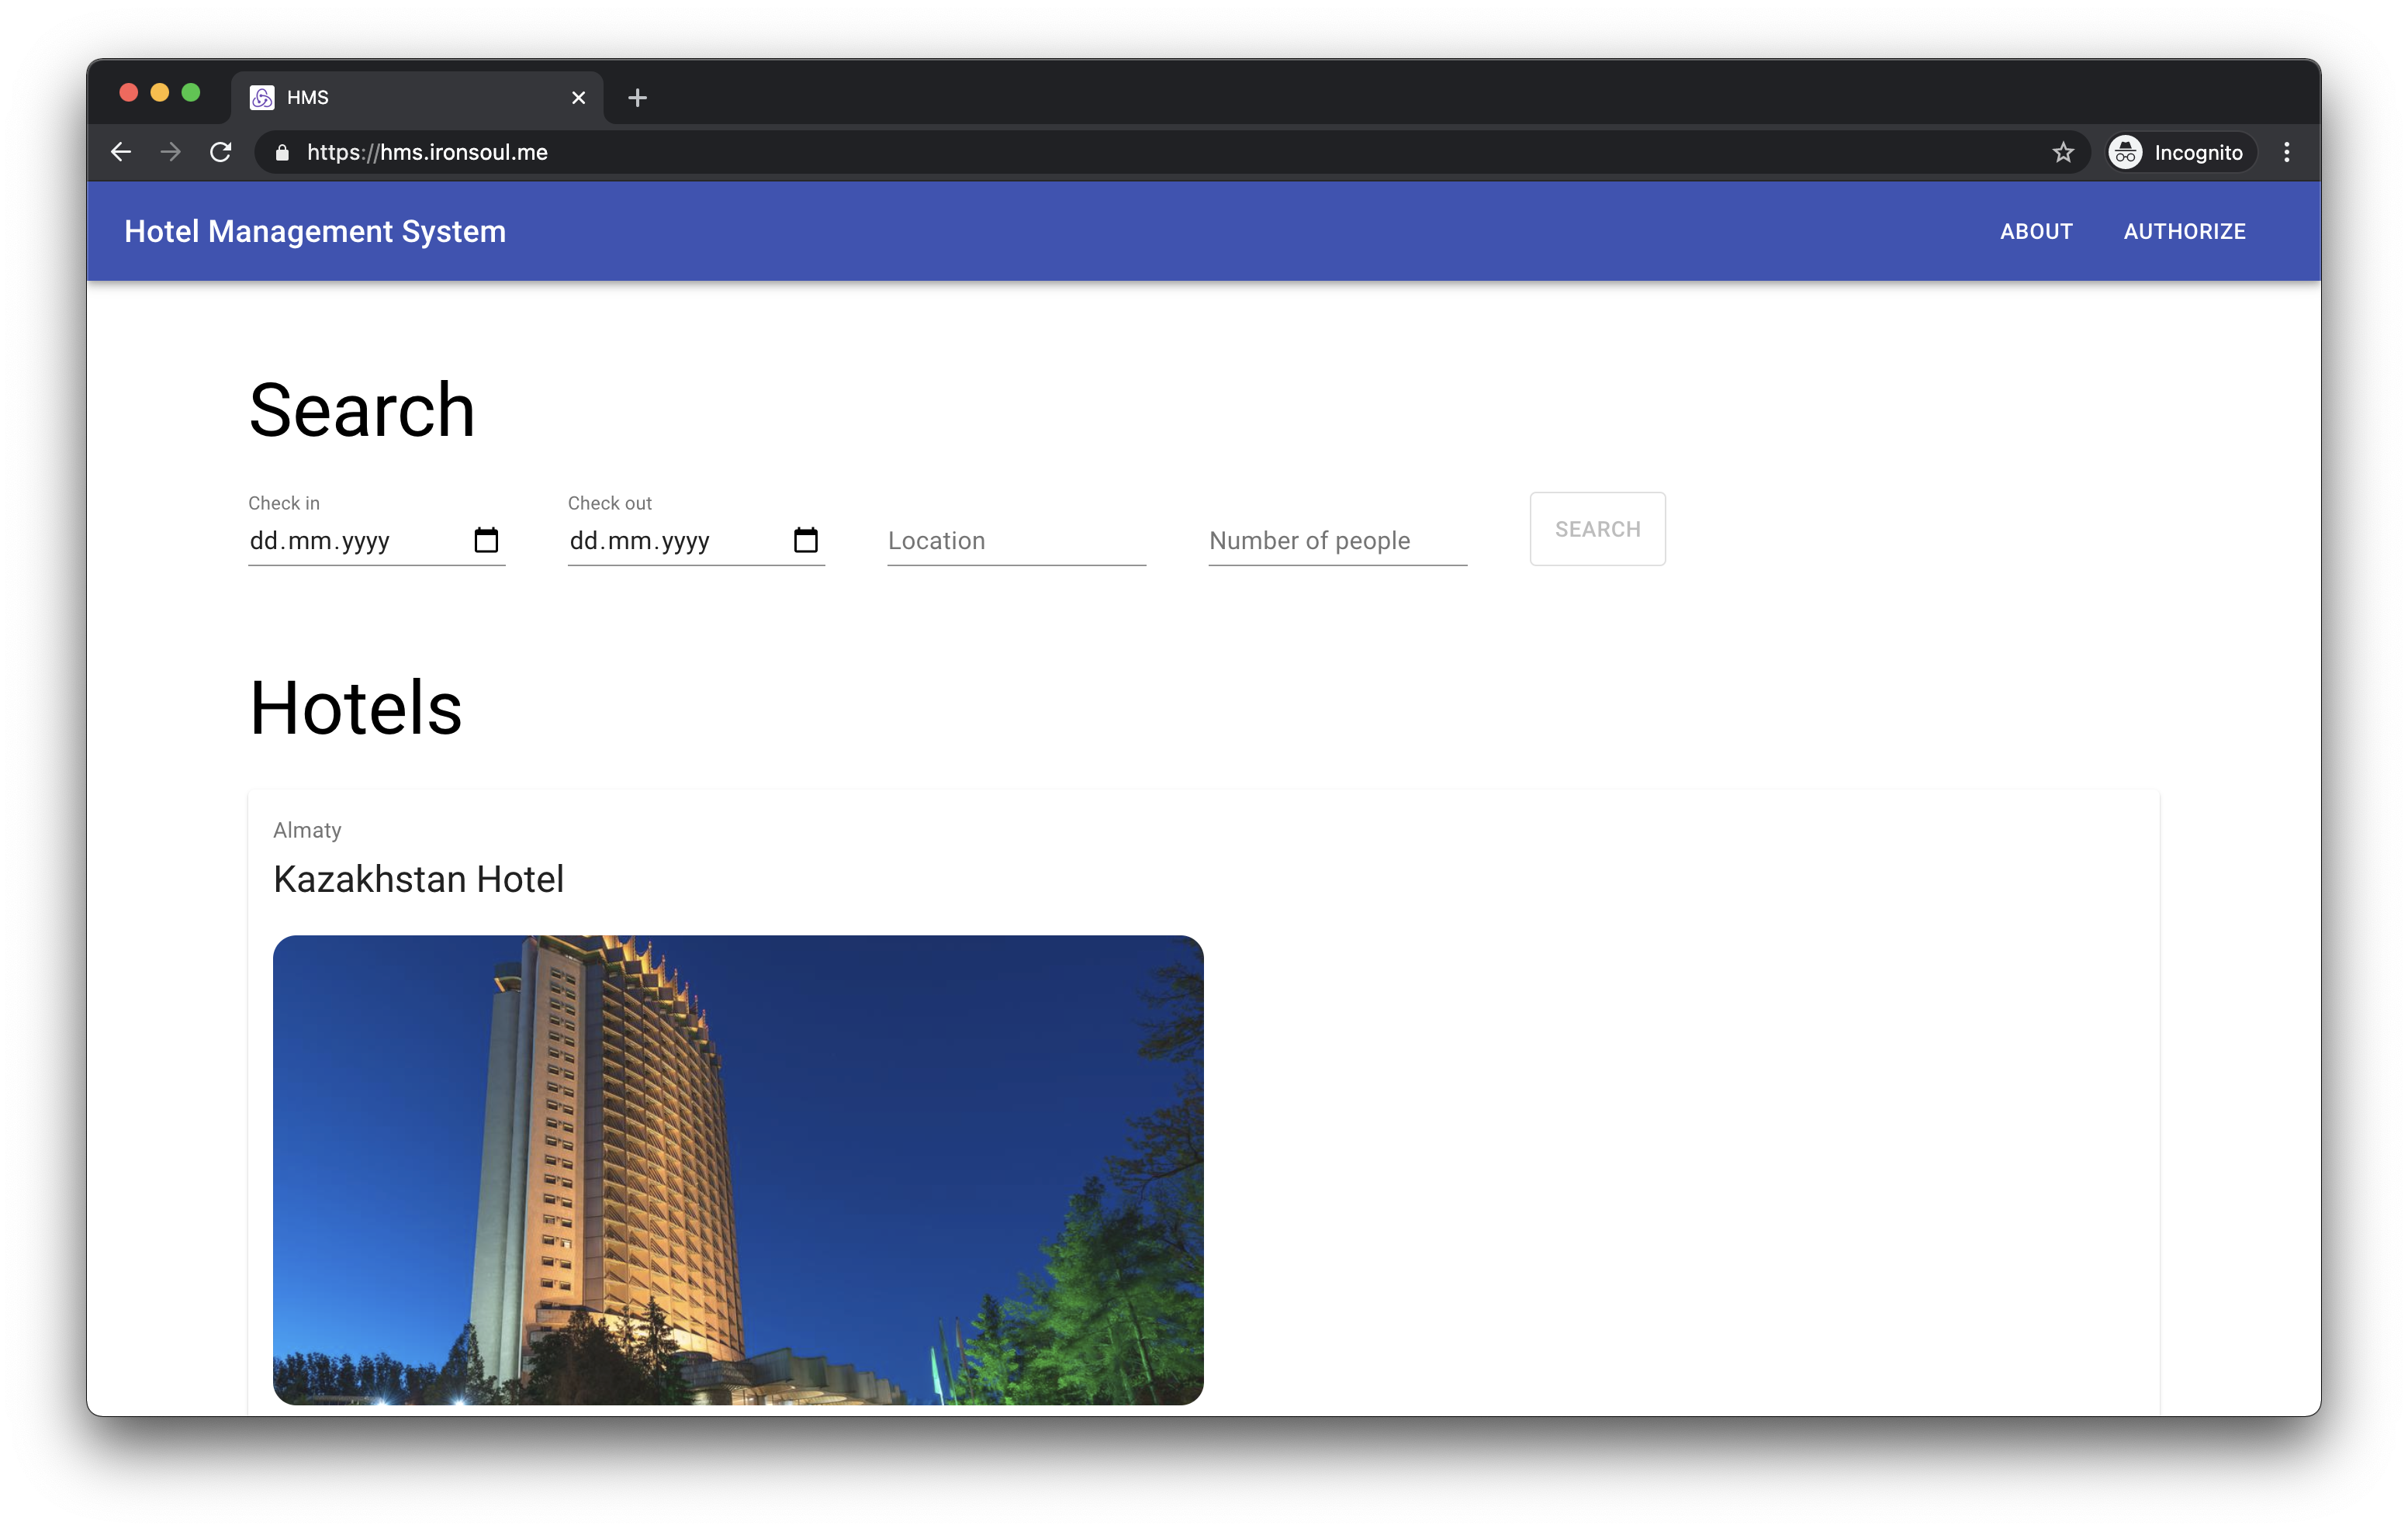 HMS
https://hms.ironsoul.me
Incognito
Hotel Management System
ABOUT
AUTHORIZE
Search
Check in
Check out
dd.mm.yyyy
dd.mm.yyyy
Location
Number of people
SEARCH
Hotels
Almaty
Kazakhstan Hotel